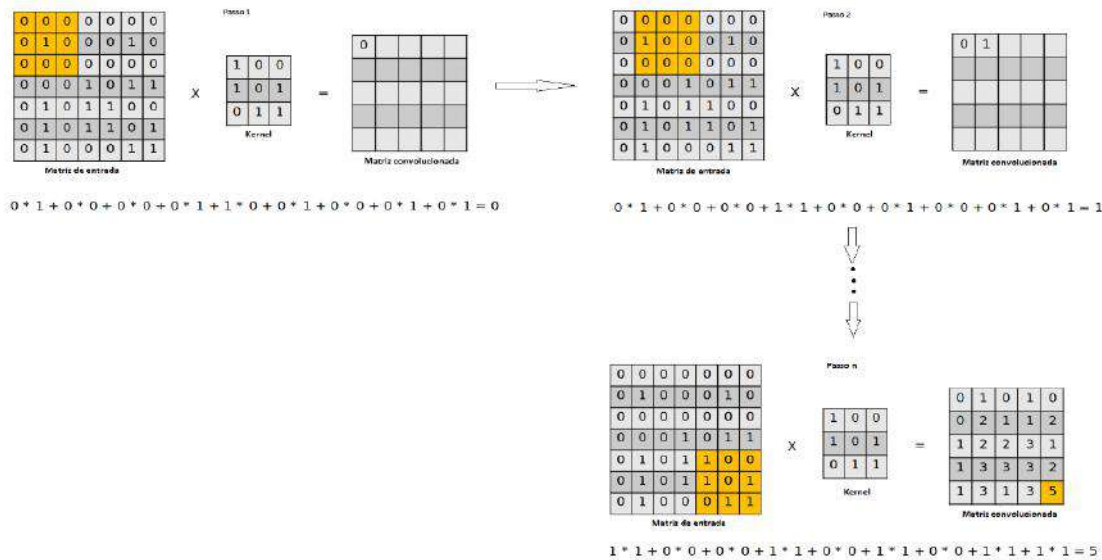 Passo 1
0 0 0 0 0 0 0
0 1 0 0 0 1 0
0 0 0 0 0 0 0
0 0 0 1 0 1 1
0 1 0 1 1 0 0
0 1 0 1 1 0 1
0 1 0 0 0 1 1
Matriz de entrada
X
1 0 0
1 0 1
0 1 1
Kernel
=
0
Matriz convolucionada
0 * 1 + 0 * 0 + 0 * 0 + 0 * 1 + 1 * 0 + 0 * 1 + 0 * 0 + 0 * 1 + 0 * 1 = 0
Passo 2
0 0 0 0 0 0 0
0 1 0 0 0 1 0
0 0 0 0 0 0 0
0 0 0 1 0 1 1
0 1 0 1 1 0 0
0 1 0 1 1 0 1
0 1 0 0 0 1 1
Matriz de entrada
X
1 0 0
1 0 1
0 1 1
Kernel
=
0 1
Matriz convolucionada
0 * 1 + 0 * 0 + 0 * 0 + 1 * 1 + 0 * 0 + 0 * 1 + 0 * 0 + 0 * 1 + 0 * 1 = 1
Passo n
0 0 0 0 0 0 0
0 1 0 0 0 1 0
0 0 0 0 0 0 0
0 0 0 1 0 1 1
0 1 0 1 1 0 0
0 1 0 1 1 0 1
0 1 0 0 0 1 1
Matriz de entrada
X
1 0 0
1 0 1
0 1 1
Kernel
=
0 1 0 1 0
0 2 1 1 2
1 2 2 3 1
1 3 3 3 2
1 3 1 3 5
Matriz convolucionada
1 * 1 + 0 * 0 + 0 * 0 + 1 * 1 + 0 * 0 + 1 * 1 + 0 * 0 + 1 * 1 + 1 * 1 = 5